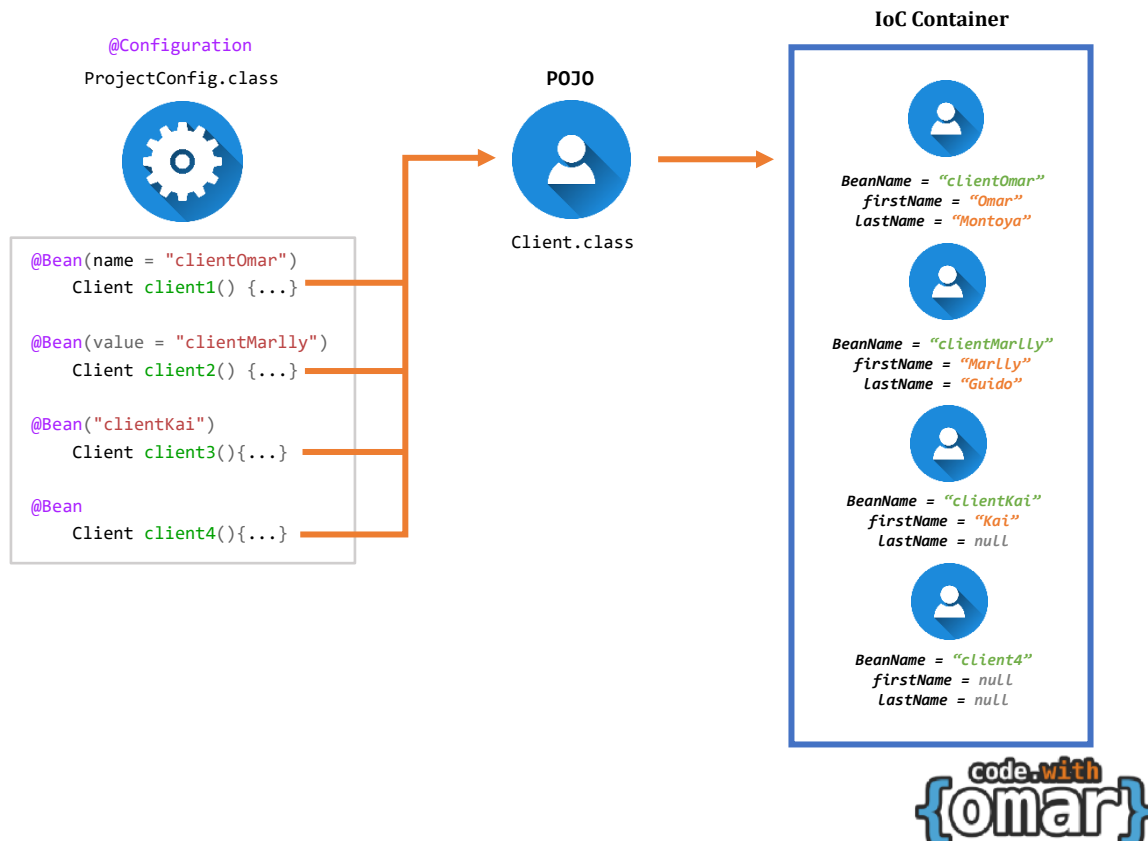 @Configuration
ProjectConfig.class
@Bean(name = "clientOmar")
Client client1() {...}
@Bean(value = "clientMarlly")
Client client2() {...}
@Bean("clientKai")
Client client3(){...}
@Bean
Client client4(){...}
POJO
Client.class
IoC Container
BeanName = “clientOmar”
firstName = “Omar”
lastName = “Montoya”
BeanName = “clientMarlly”
firstName = “Marlly”
lastName = “Guido”
BeanName = “clientKai”
firstName = “Kai”
lastName = null
BeanName = “client4”
firstName = null
lastName = null
code.with
{omar}